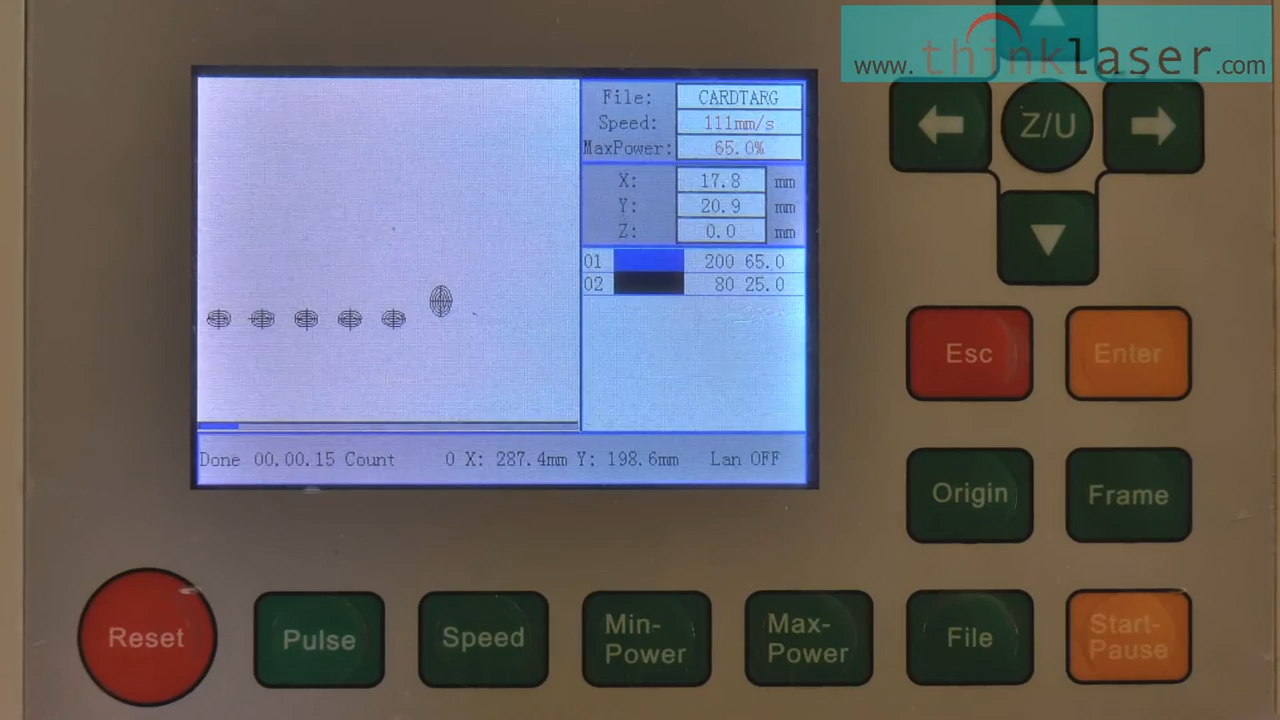 www.thinklaser.com
File: CARDTARG
Speed: 111mm/s
MaxPower: 65.0%
X: 17.8 mm
Y: 20.9 mm
Z: 0.0 mm
01 200 65.0
02 80 25.0
Done 00.00.15 Count 0 X: 287.4mm Y: 198.6mm Lan OFF
Z/U
Esc
Enter
Origin
Frame
Reset
Pulse
Speed
Min-
Power
Max-
Power
File
Start-
Pause